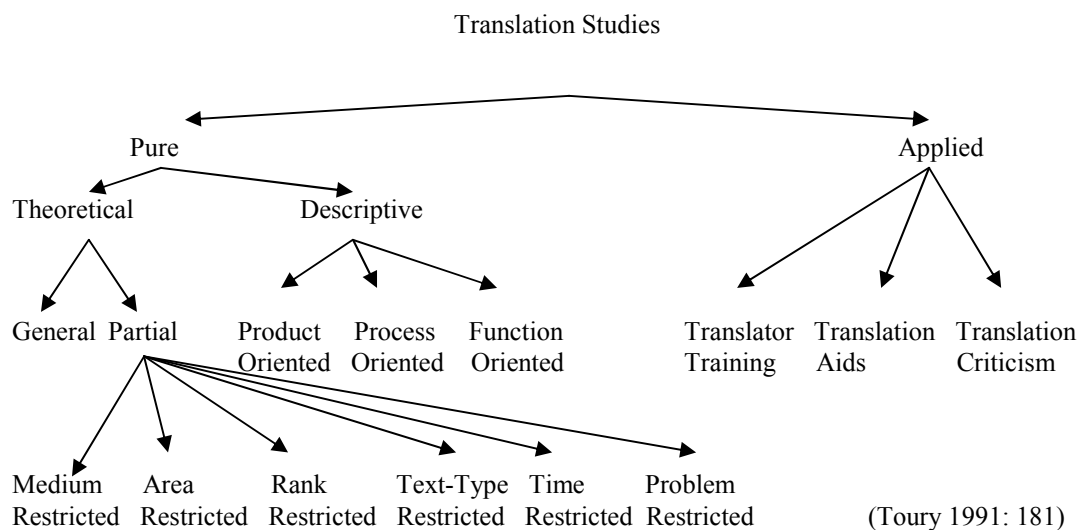 Translation Studies
Pure Applied
Theoretical Descriptive
General Partial Product Process Function Translator Translation Translation
Oriented Oriented Oriented Training Aids Criticism
Medium Area Rank Text-Type Time Problem
Restricted Restricted Restricted Restricted Restricted Restricted (Toury 1991: 181)